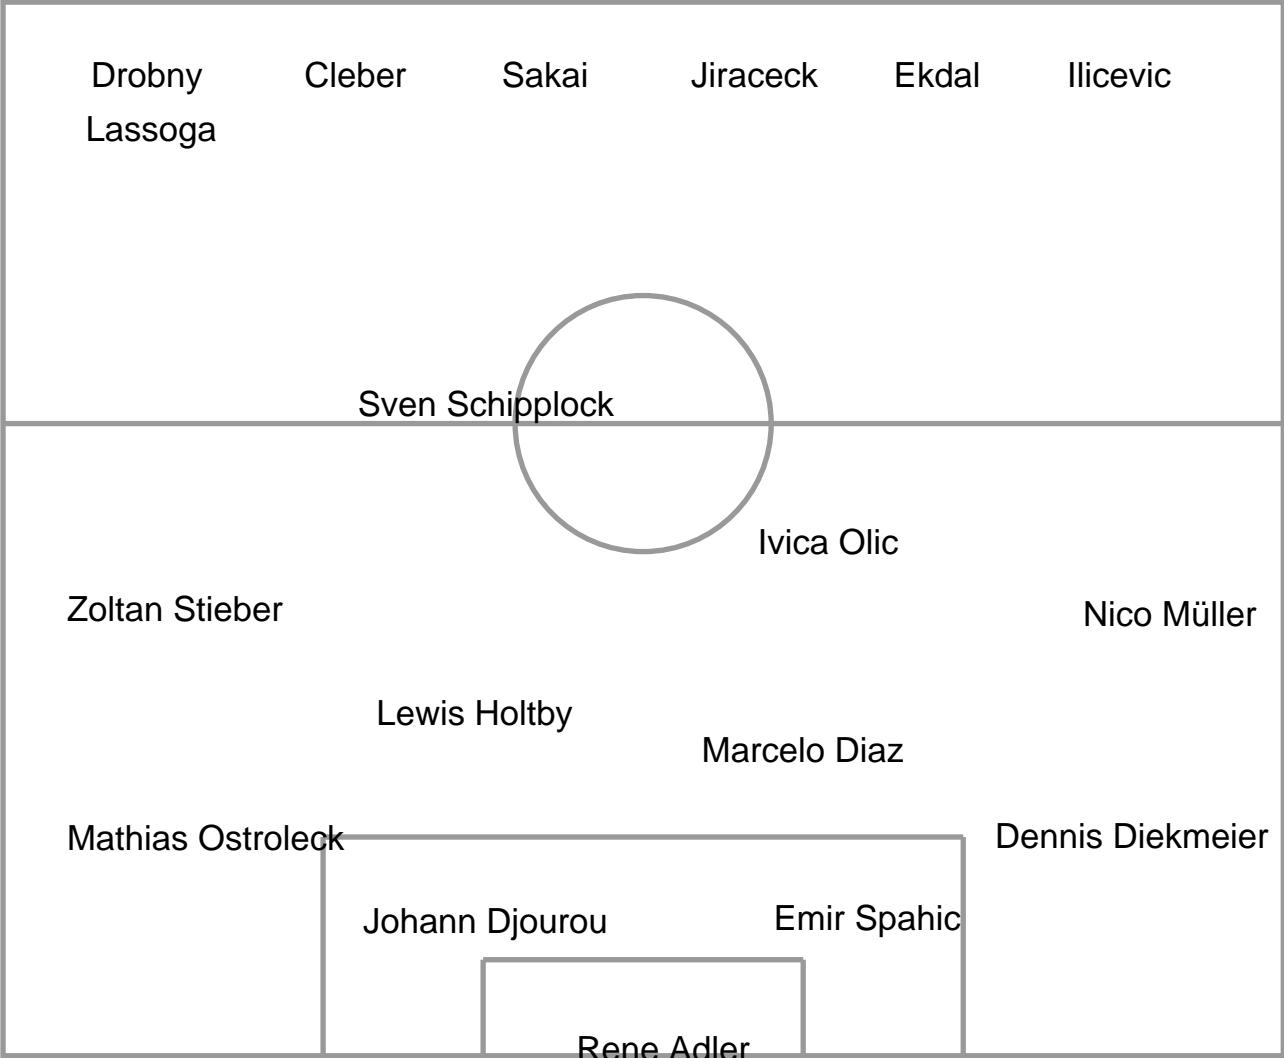 Drobny Cleber Sakai Jiraceck Ekdal Ilicevic
Lassoga
Sven Schipplock
Ivica Olic
Zoltan Stieber Nico Müller
Lewis Holtby
Marcelo Diaz
Mathias Ostroleck Dennis Diekmeier
Johann Djourou Emir Spahic
Rene Adler